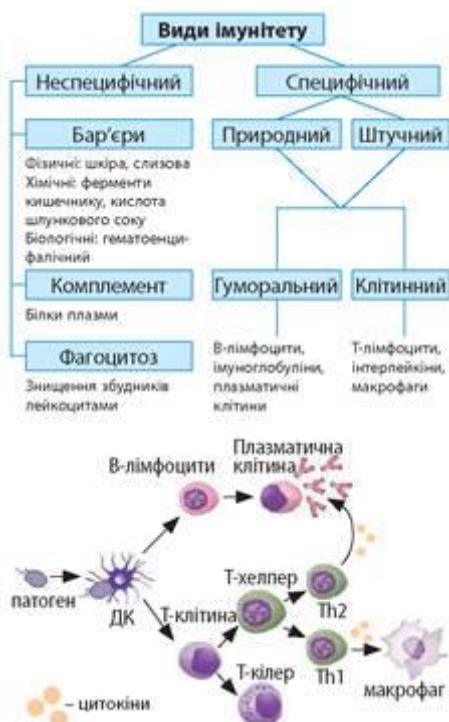 Види імунітету
Неспецифічний
Специфічний
Бар'єри
Природний
Штучний
Фізичні: шкіра, слизова
Хімічні: ферменти
кишечнику, кислота
шлункового соку
Біологічні: гематоенци-
фалічний
Комплемент
Гуморальний
Клітинний
Білки плазми
В-лімфоцити,
імуноглобуліни,
плазматичні
клітини
Т-лімфоцити,
інтерлейкіни,
макрофаги
Фагоцитоз
Знищення збудників
лейкоцитами
Плазматична
клітина
В-лімфоцити
патоген
ДК
Т-клітина
Т-хелпер
Th2
Th1
Т-кілер
макрофаг
– цитокіни